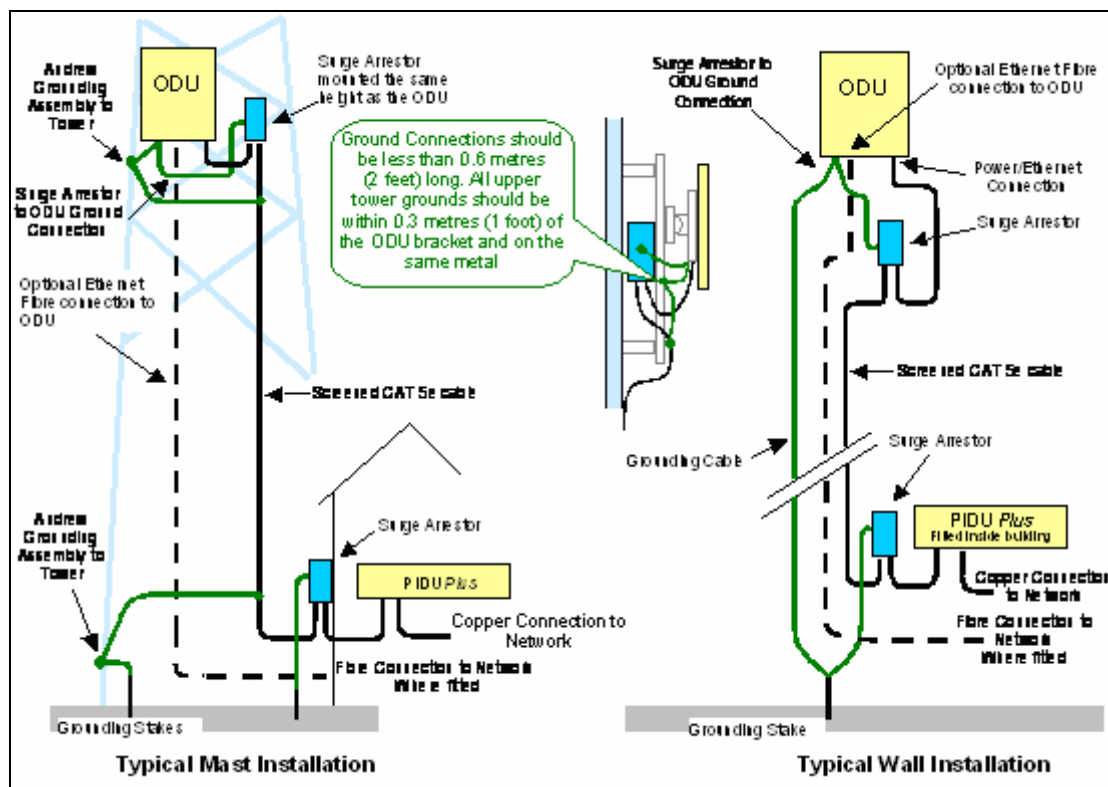 Andrew
Grounding
Assembly to
Tower
ODU
Surge Arrestor
mounted the same
height as the ODU
Surge Arrestor
to ODU Ground
Connection
Optional Ethernet
Fibre connection to
ODU
Ground Connections should
be less than 0.6 metres
(2 feet) long. All upper
tower grounds should be
within 0.3 metres (1 foot) of
the ODU bracket and on the
same metal
Screened CAT 5e cable
Andrew
Grounding
Assembly to
Tower
Surge Arrestor
PIDU Plus
Copper Connection to
Network
Fibre Connection to Network
Where fitted
Grounding Stakes
Typical Mast Installation
Surge Arrestor to
ODU Ground
Connection
ODU
Optional Ethernet Fibre
connection to ODU
Power/Ethernet
Connection
Surge Arrestor
Screened CAT 5e cable
Grounding Cable
Surge Arrestor
PIDU Plus
Fitted inside building
Copper Connection
to Network
Fibre Connection to
Network
Where fitted
Grounding Stake
Typical Wall Installation